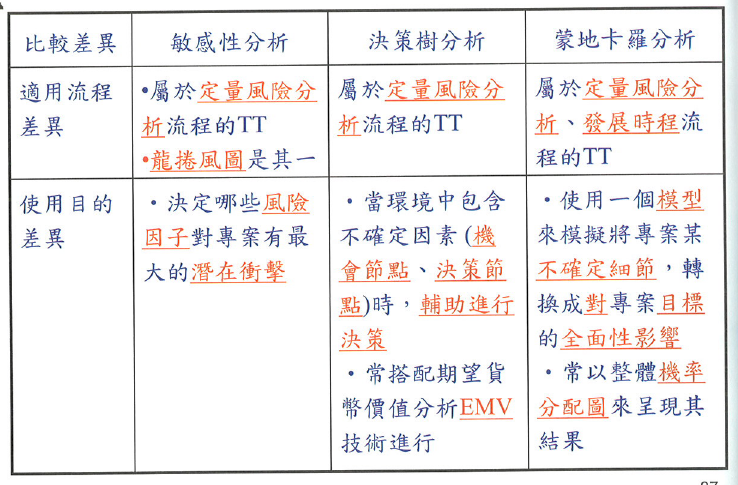 比較差異
敏感性分析
決策樹分析
蒙地卡羅分析
適用流程
差異
•屬於定量風險分
析流程的TT
•龍捲風圖是其一
屬於定量風險分
析流程的TT
屬於定量風險分
析、發展時程流
程的TT
使用目的
差異
•決定哪些風險
因子對專案有最
大的潛在衝擊
•當環境中包含
不確定因素(機
會節點、決策節
點)時,輔助進行
決策
•常搭配期望貨
幣價值分析EMV
技術進行
•使用一個模型
來模擬將專案某
不確定細節,轉
換成對專案目標
的全面性影響
•常以整體機率
分配圖來呈現其
結果